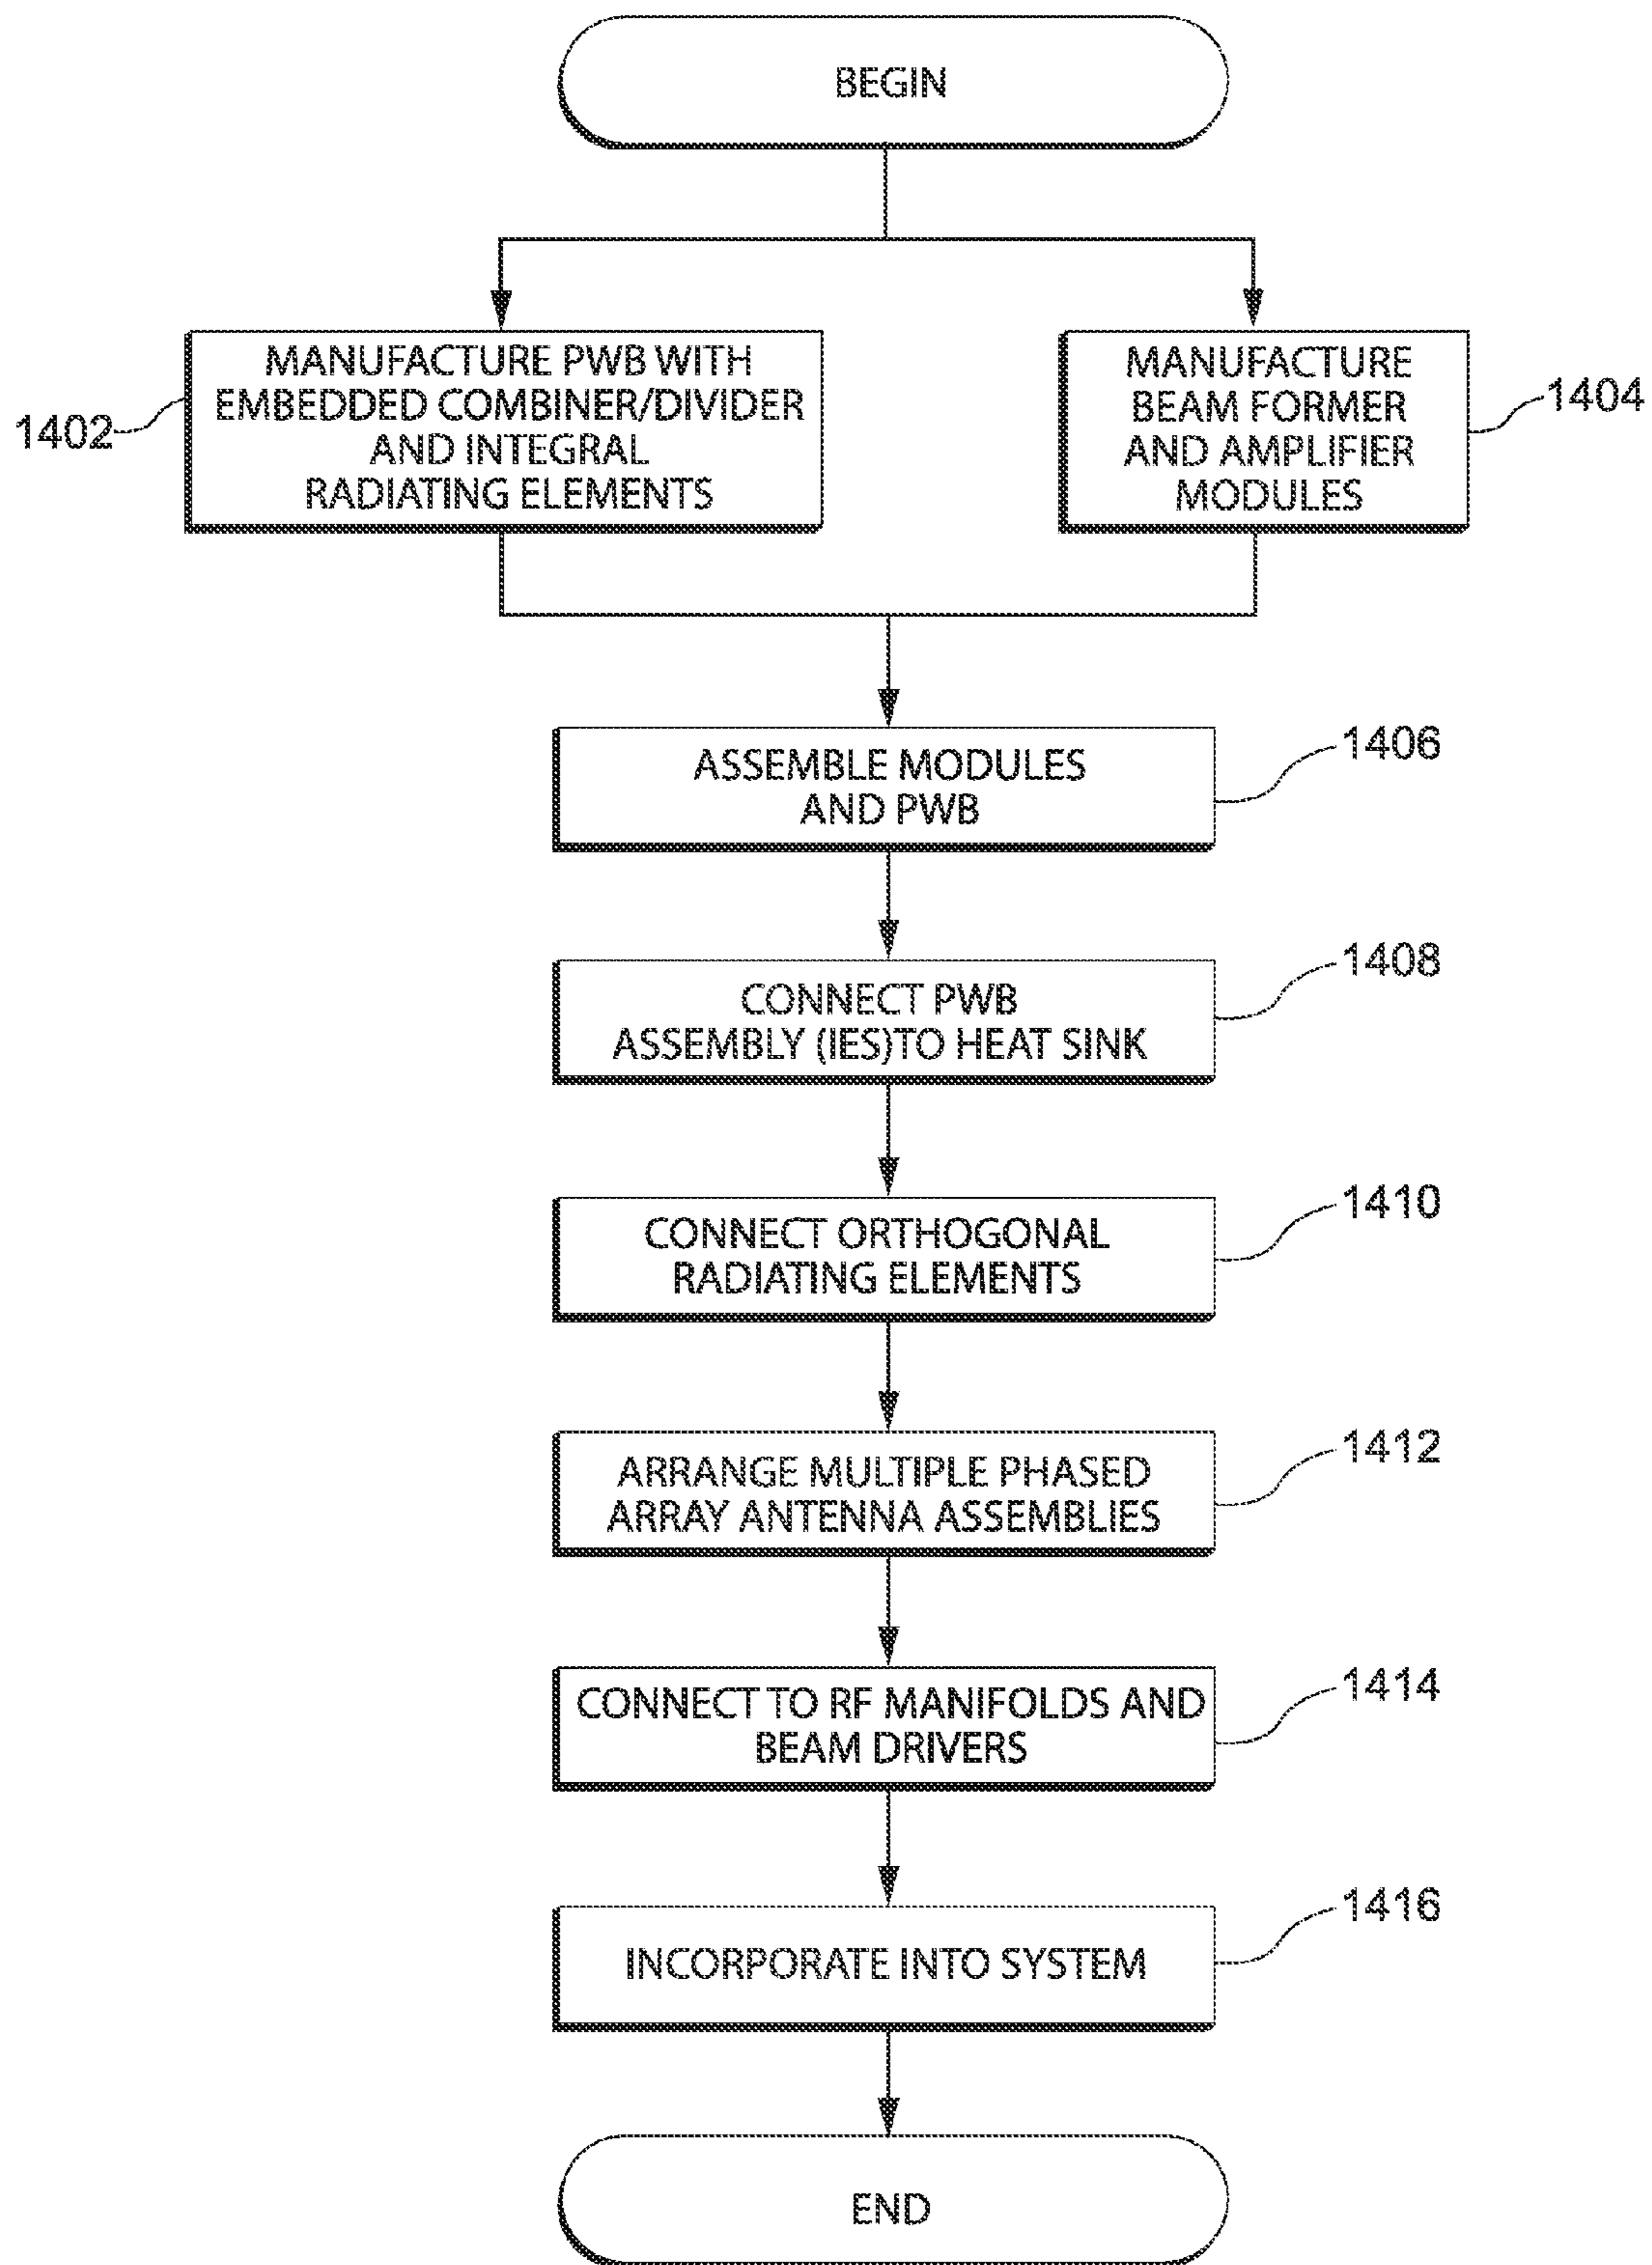 BEGIN
MANUFACTURE PWB WITH
EMBEDDED COMBINER/DIVIDER
AND INTEGRAL
RADIATING ELEMENTS
1402
MANUFACTURE
BEAM FORMER
AND AMPLIFIER
MODULES
1404
ASSEMBLE MODULES
AND PWB
1406
CONNECT PWB
ASSEMBLY (IES)TO HEAT SINK
1408
CONNECT ORTHOGONAL
RADIATING ELEMENTS
1410
ARRANGE MULTIPLE PHASED
ARRAY ANTENNA ASSEMBLIES
1412
CONNECT TO RF MANIFOLDS AND
BEAM DRIVERS
1414
INCORPORATE INTO SYSTEM
1416
END